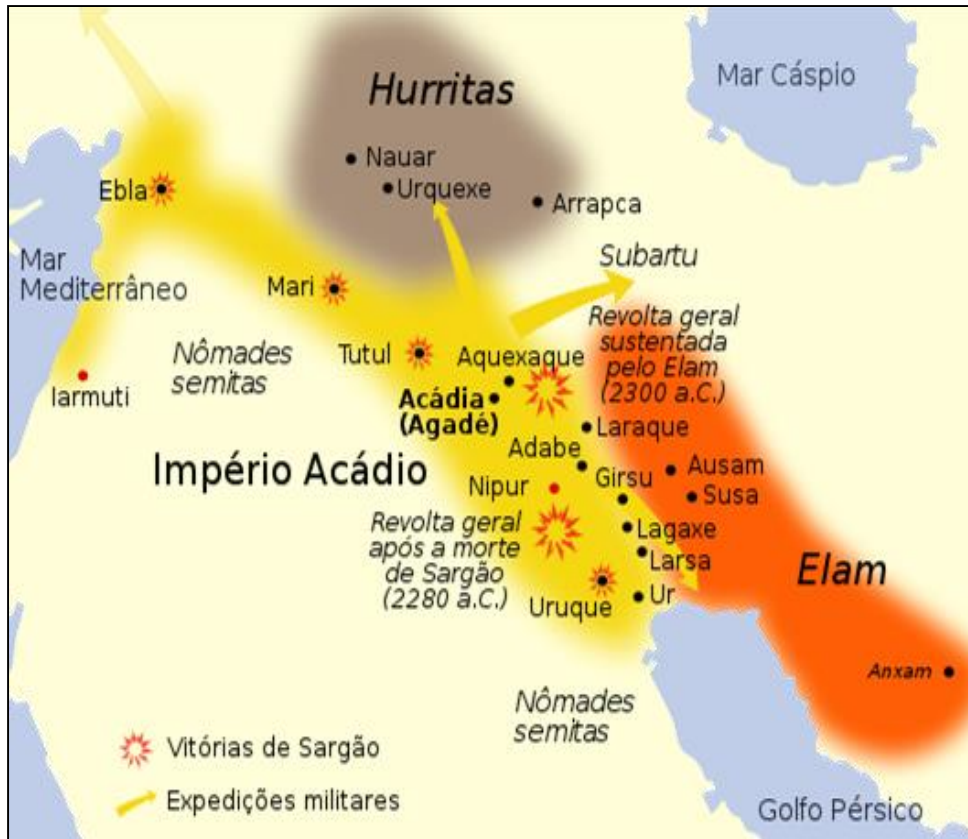 Hurritas
Mar Cáspio
Nauar
Urquexe
Ebla
Arrapca
Subartu
Mar
Mediterrâneo
Mari
Nômades
semitas
Revolta geral
sustentada
pelo Elam
(2300 a.C.)
Tutul
Aquexaque
Iarmuti
Acádia
(Agadé)
Laraque
Adabe
Império Acádio
Ausam
Girsu
Nipur
Susa
Revolta geral
após a morte
de Sargão
(2280 a.C.)
Lagaxe
Larsa
Elam
Uruque
Ur
Anxam
Nômades
semitas
Vitórias de Sargão
Expedições militares
Golfo Pérsico